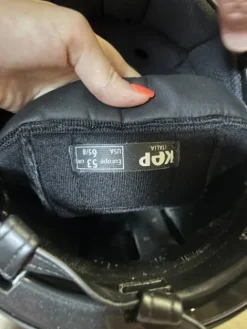 KEP
ITALIA
Europe 53 cm
USA 6 5/8